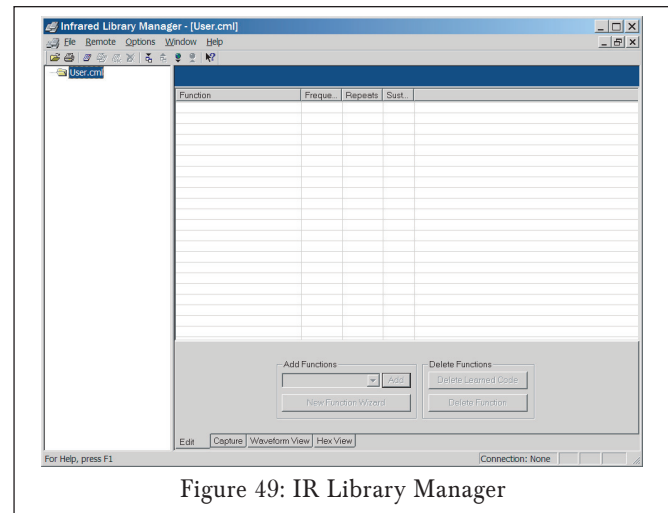 Infrared Library Manager - [User.cml]
File Remote Options Window Help
User.cml
Function Freque... Repeats Sust...
Add Functions
Add
New Function Wizard
Delete Functions
Delete Learned Code
Delete Function
Edit Capture Waveform View Hex View
For Help, press F1
Connection: None
Figure 49: IR Library Manager